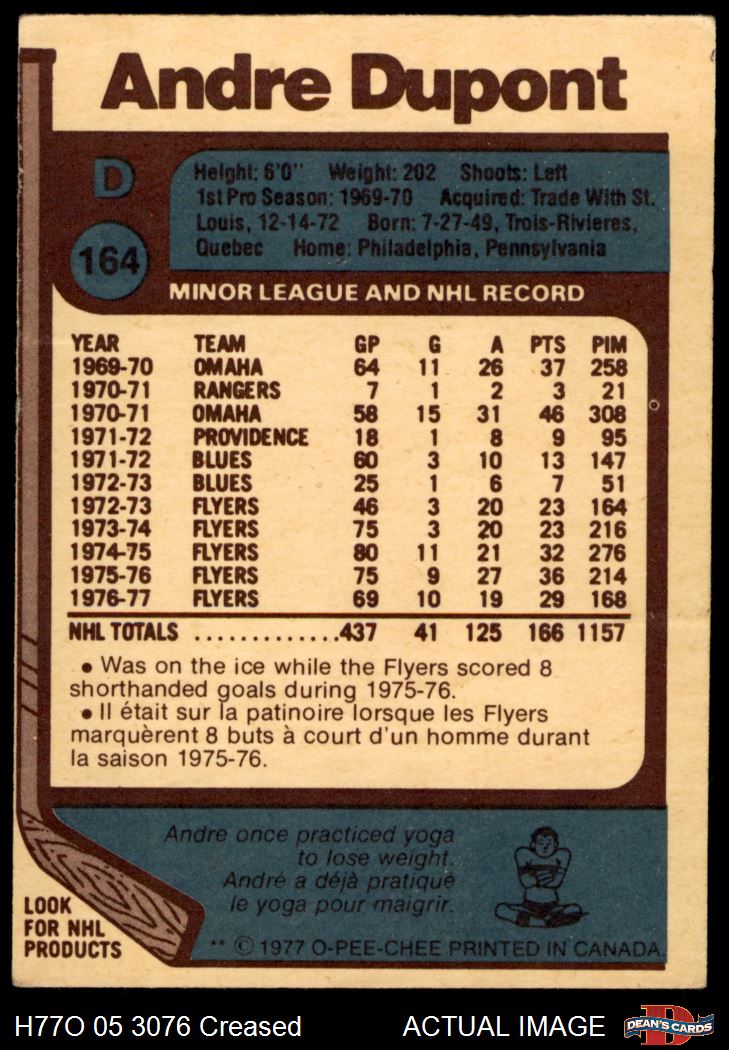 Andre Dupont
D
Height: 6'0" Weight: 202 Shoots: Left
1st Pro Season: 1969-70 Acquired: Trade With St.
Louis, 12-14-72 Born: 7-27-49, Trois-Rivieres,
Quebec Home: Philadelphia, Pennsylvania
164
MINOR LEAGUE AND NHL RECORD
YEAR TEAM GP G A PTS PIM
1969-70 OMAHA 64 11 26 37 258
1970-71 RANGERS 7 1 2 3 21
1970-71 OMAHA 58 15 31 46 308
1971-72 PROVIDENCE 18 1 8 9 95
1971-72 BLUES 60 3 10 13 147
1972-73 BLUES 25 1 6 7 51
1972-73 FLYERS 46 3 20 23 164
1973-74 FLYERS 75 3 20 23 216
1974-75 FLYERS 80 11 21 32 276
1975-76 FLYERS 75 9 27 36 214
1976-77 FLYERS 69 10 19 29 168
NHL TOTALS .............437 41 125 166 1157
• Was on the ice while the Flyers scored 8
shorthanded goals during 1975-76.
• Il était sur la patinoire lorsque les Flyers
marquèrent 8 buts à court d'un homme durant
la saison 1975-76.
Andre once practiced yoga
to lose weight.
André a déjà pratiqué
le yoga pour maigrir.
LOOK
FOR NHL
PRODUCTS
** © 1977 O-PEE-CHEE PRINTED IN CANADA
H77O 05 3076 Creased ACTUAL IMAGE
D
DEAN'S CARDS